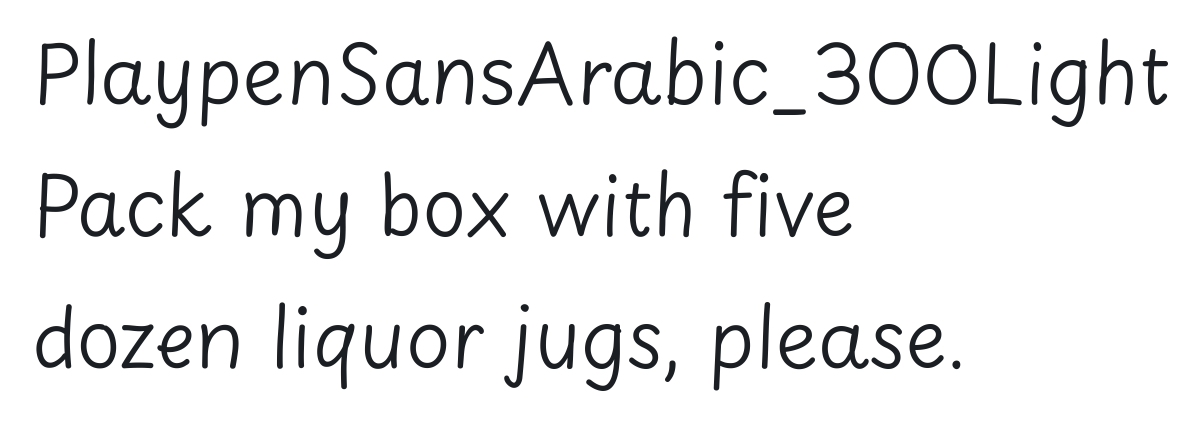 PlaypenSansArabic_300Light
Pack my box with five
dozen liquor jugs, please.